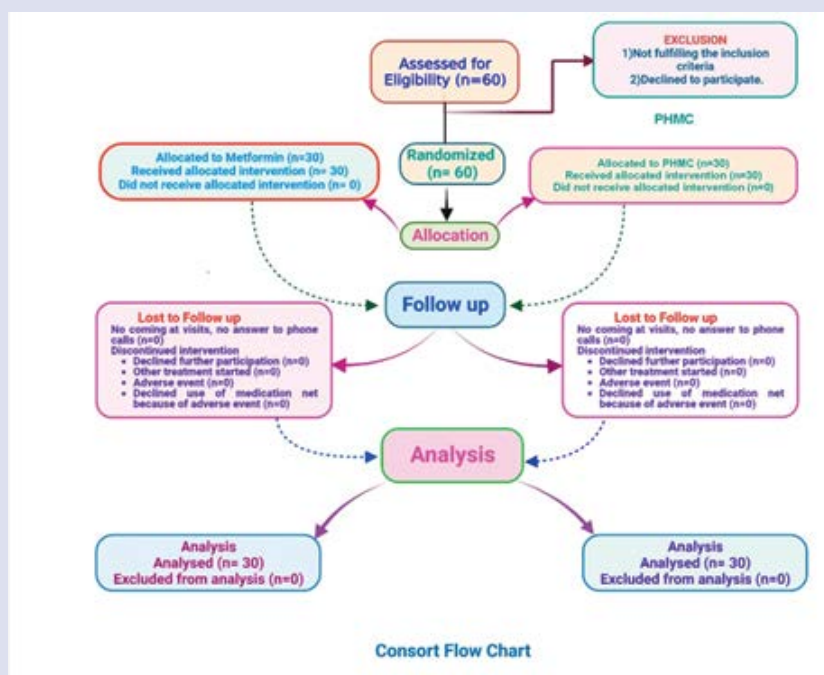 Assessed for
Eligibility (n=60)
EXCLUSION
1)Not fulfilling the inclusion
criteria
2)Declined to participate.
PHMC
Allocated to Metformin (n=30)
Received allocated intervention (n= 30)
Did not receive allocated intervention (n= 0)
Randomized
(n= 60)
Allocated to PHMC (n=30)
Received allocated intervention (n=30)
Did not receive allocated intervention (n=0)
Allocation
Follow up
Lost to Follow up
No coming at visits, no answer to phone
calls (n=0)
Discontinued intervention
• Declined further participation (n=0)
• Other treatment started (n=0)
• Adverse event (n=0)
• Declined use of medication net
because of adverse event (n=0)
Lost to Follow up
No coming at visits, no answer to phone
calls (n=0)
Discontinued intervention
• Declined further participation (n=0)
• Other treatment started (n=0)
• Adverse event (n=0)
• Declined use of medication net
because of adverse event (n=0)
Analysis
Analysis
Analysed (n= 30)
Excluded from analysis (n=0)
Analysis
Analysed (n= 30)
Excluded from analysis (n=0)
Consort Flow Chart